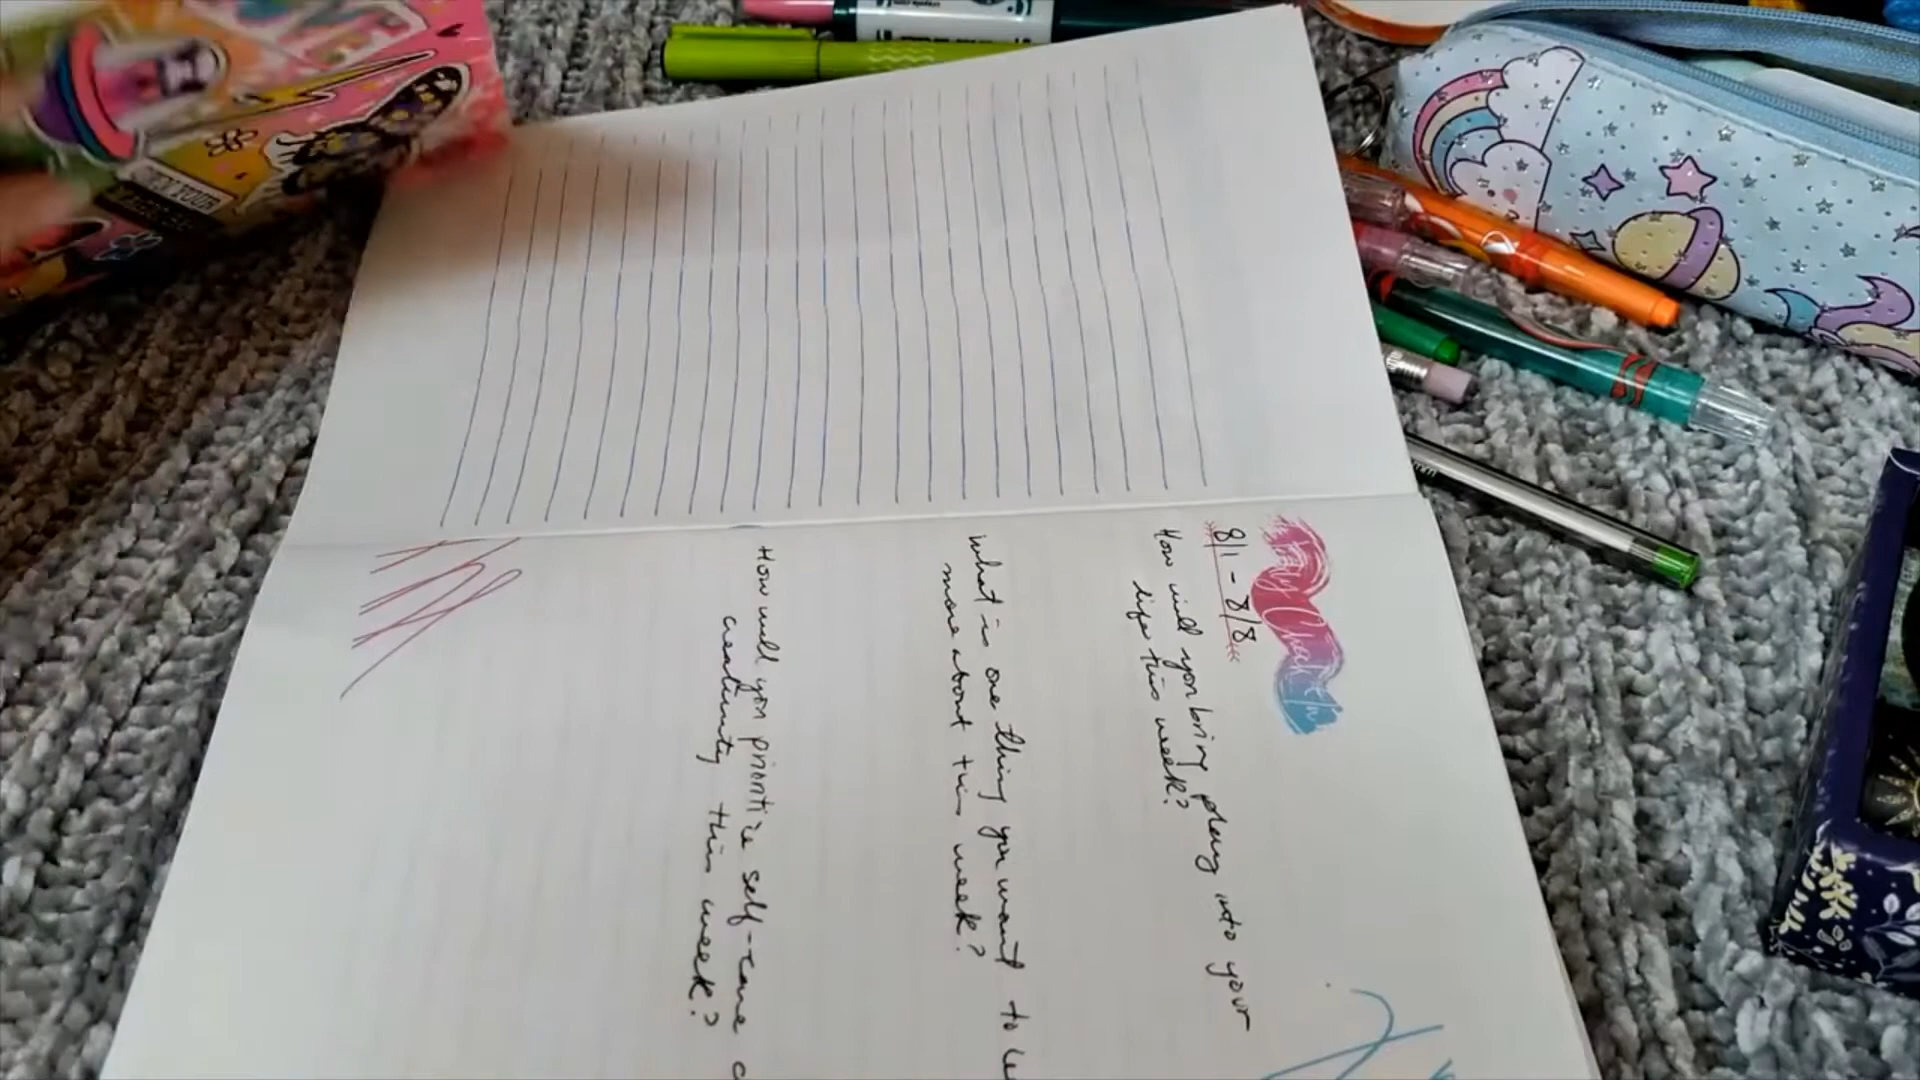 8/1 - 8/8
How will you bring play into your
life this week?
What is one thing you want to
more about this week?
How will you prioritize self-care
creativity this week?